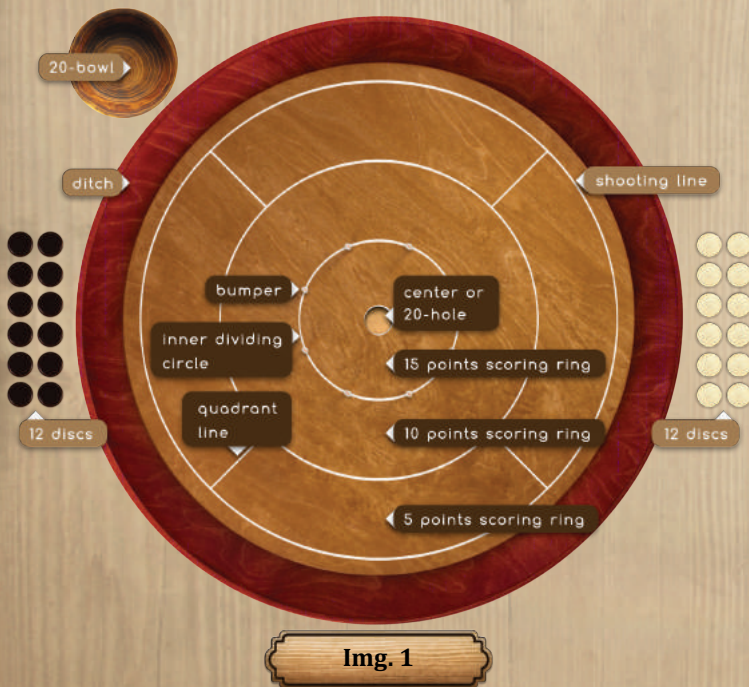 20-bowl
ditch
shooting line
bumper
center or
20-hole
inner dividing
circle
15 points scoring ring
quadrant
line
10 points scoring ring
12 discs
12 discs
5 points scoring ring
Img. 1